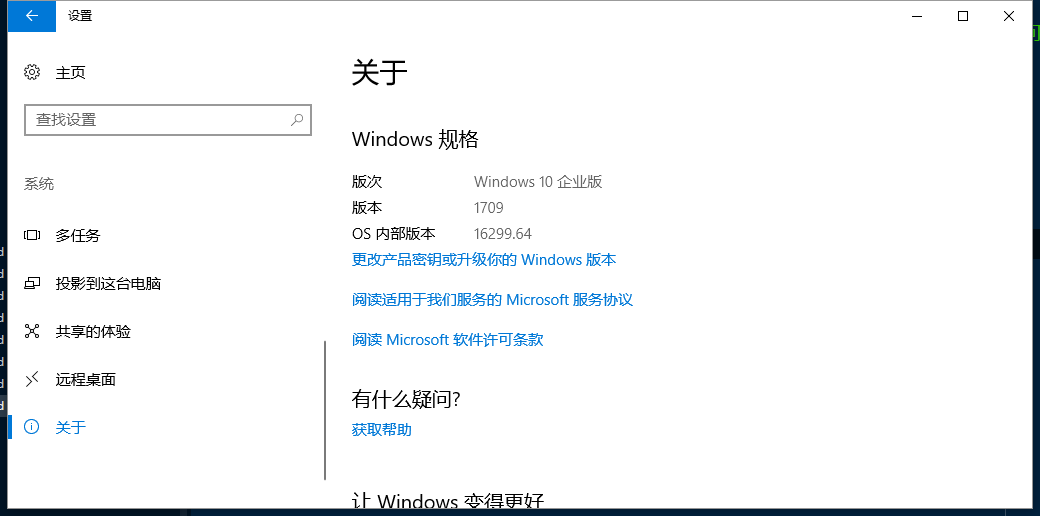 设置
主页
查找设置
系统
多任务
投影到这台电脑
共享的体验
远程桌面
关于
关于
Windows 规格
版次 Windows 10 企业版
版本 1709
OS 内部版本 16299.64
更改产品密钥或升级你的 Windows 版本
阅读适用于我们服务的 Microsoft 服务协议
阅读 Microsoft 软件许可条款
有什么疑问?
获取帮助
让 Windows 变得更好